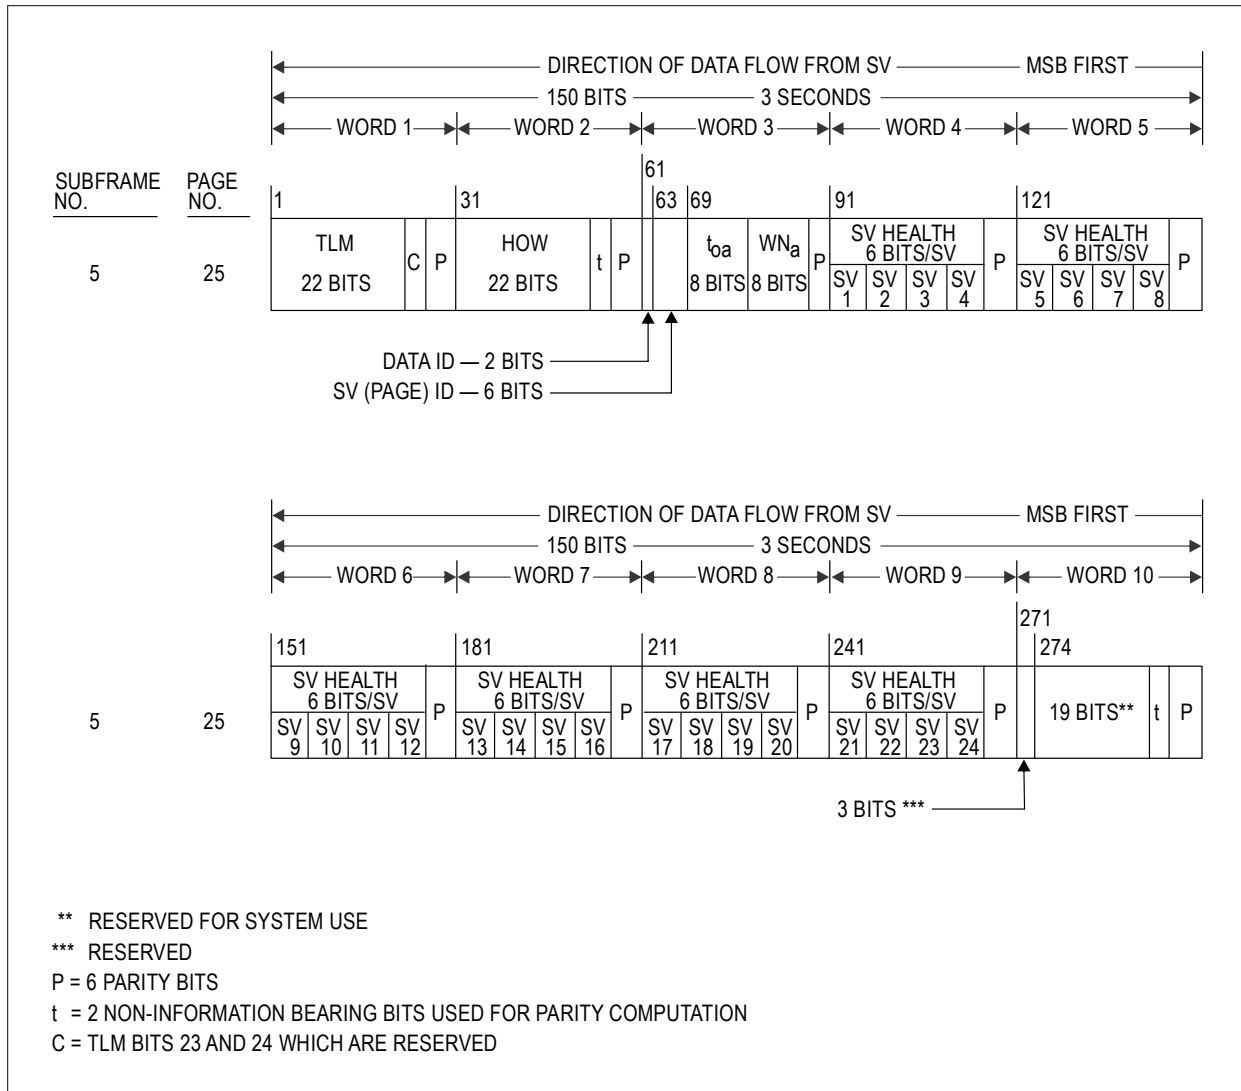 DIRECTION OF DATA FLOW FROM SV MSB FIRST
150 BITS 3 SECONDS
WORD 1 WORD 2 WORD 3 WORD 4 WORD 5
SUBFRAME NO. PAGE NO.
1 31 61 63 69 91 121
5 25
TLM 22 BITS C P
HOW 22 BITS t P
toa 8 BITS WNa 8 BITS P
SV HEALTH 6 BITS/SV SV 1 SV 2 SV 3 SV 4 P
SV HEALTH 6 BITS/SV SV 5 SV 6 SV 7 SV 8 P
DATA ID — 2 BITS
SV (PAGE) ID — 6 BITS
DIRECTION OF DATA FLOW FROM SV MSB FIRST
150 BITS 3 SECONDS
WORD 6 WORD 7 WORD 8 WORD 9 WORD 10
151 181 211 241 271 274
5 25
SV HEALTH 6 BITS/SV SV 9 SV 10 SV 11 SV 12 P
SV HEALTH 6 BITS/SV SV 13 SV 14 SV 15 SV 16 P
SV HEALTH 6 BITS/SV SV 17 SV 18 SV 19 SV 20 P
SV HEALTH 6 BITS/SV SV 21 SV 22 SV 23 SV 24 P
19 BITS** t P
3 BITS ***
** RESERVED FOR SYSTEM USE
*** RESERVED
P = 6 PARITY BITS
t = 2 NON-INFORMATION BEARING BITS USED FOR PARITY COMPUTATION
C = TLM BITS 23 AND 24 WHICH ARE RESERVED